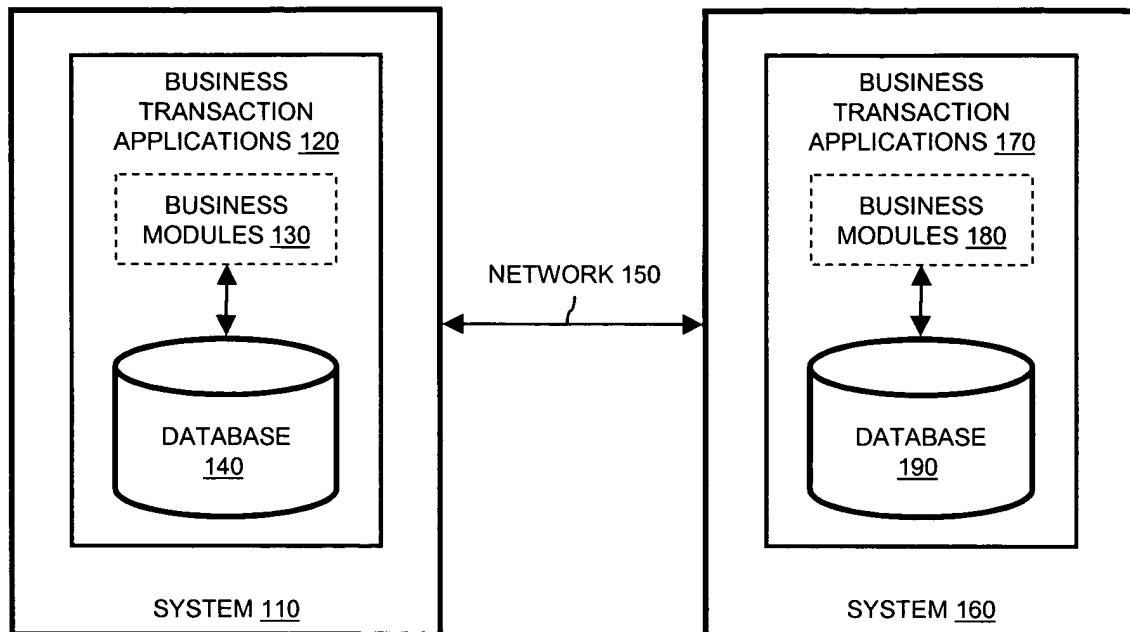 BUSINESS
TRANSACTION
APPLICATIONS 120
BUSINESS
MODULES 130
DATABASE
140
SYSTEM 110
NETWORK 150
BUSINESS
TRANSACTION
APPLICATIONS 170
BUSINESS
MODULES 180
DATABASE
190
SYSTEM 160